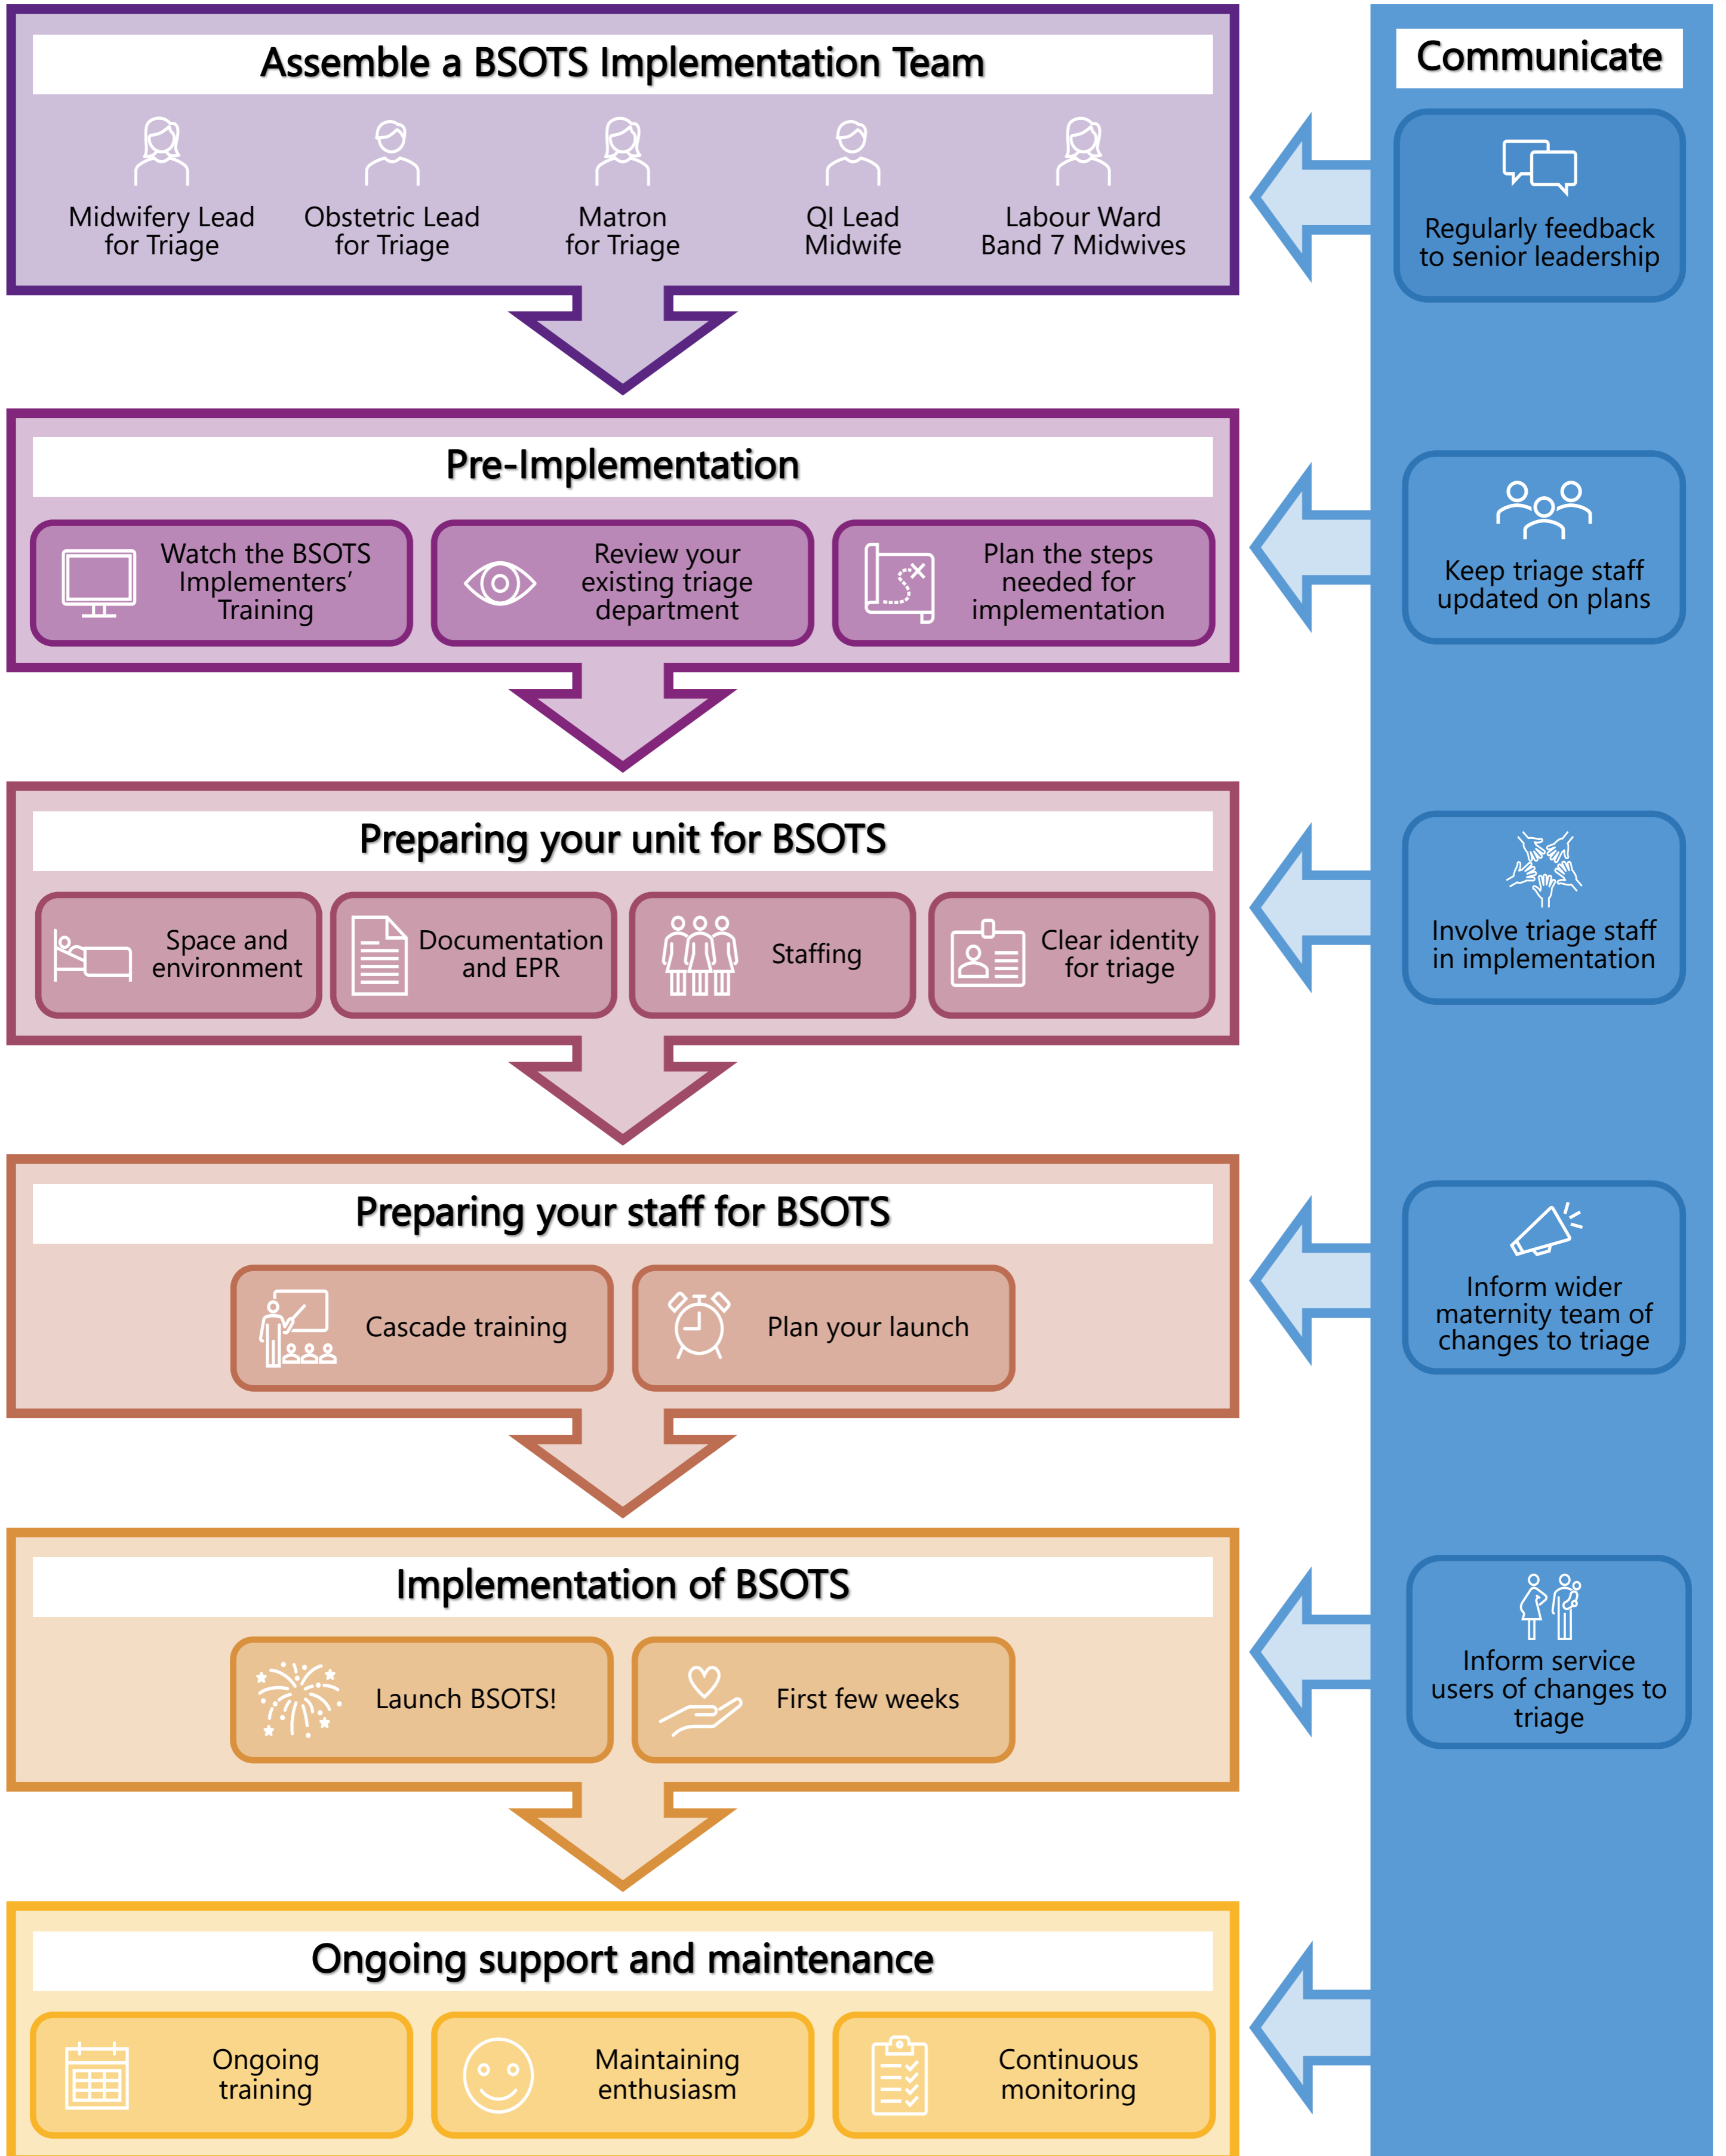 Assemble a BSOTS Implementation Team
Midwifery Lead
for Triage
Obstetric Lead
for Triage
Matron
for Triage
QI Lead
Midwife
Labour Ward
Band 7 Midwives
Pre-Implementation
Watch the BSOTS
Implementers’
Training
Review your
existing triage
department
Plan the steps
needed for
implementation
Preparing your unit for BSOTS
Space and
environment
Documentation
and EPR
Staffing
Clear identity
for triage
Preparing your staff for BSOTS
Cascade training
Plan your launch
Implementation of BSOTS
Launch BSOTS!
First few weeks
Ongoing support and maintenance
Ongoing
training
Maintaining
enthusiasm
Continuous
monitoring
Communicate
Regularly feedback
to senior leadership
Keep triage staff
updated on plans
Involve triage staff
in implementation
Inform wider
maternity team of
changes to triage
Inform service
users of changes to
triage